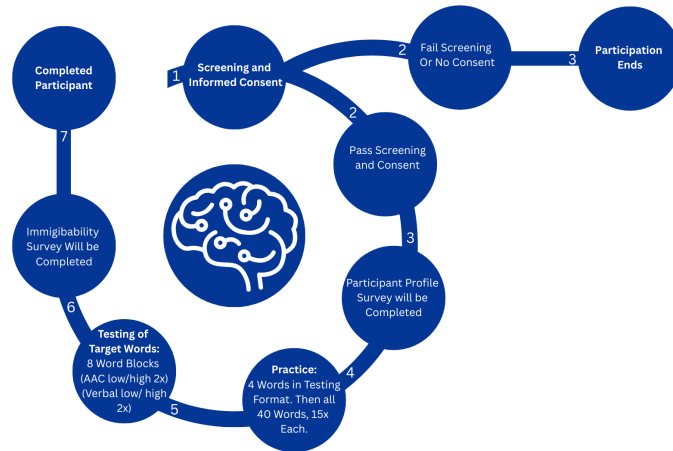 1
Screening and
Informed Consent
2
Fail Screening
Or No Consent
3
Participation
Ends
2
Pass Screening
and Consent
3
Participant Profile
Survey will be
Completed
4
Practice:
4 Words in Testing
Format. Then all
40 Words, 15x
Each.
5
Testing of
Target Words:
8 Word Blocks
(AAC low/high 2x)
(Verbal low/ high
2x)
6
Immigibability
Survey Will be
Completed
7
Completed
Participant